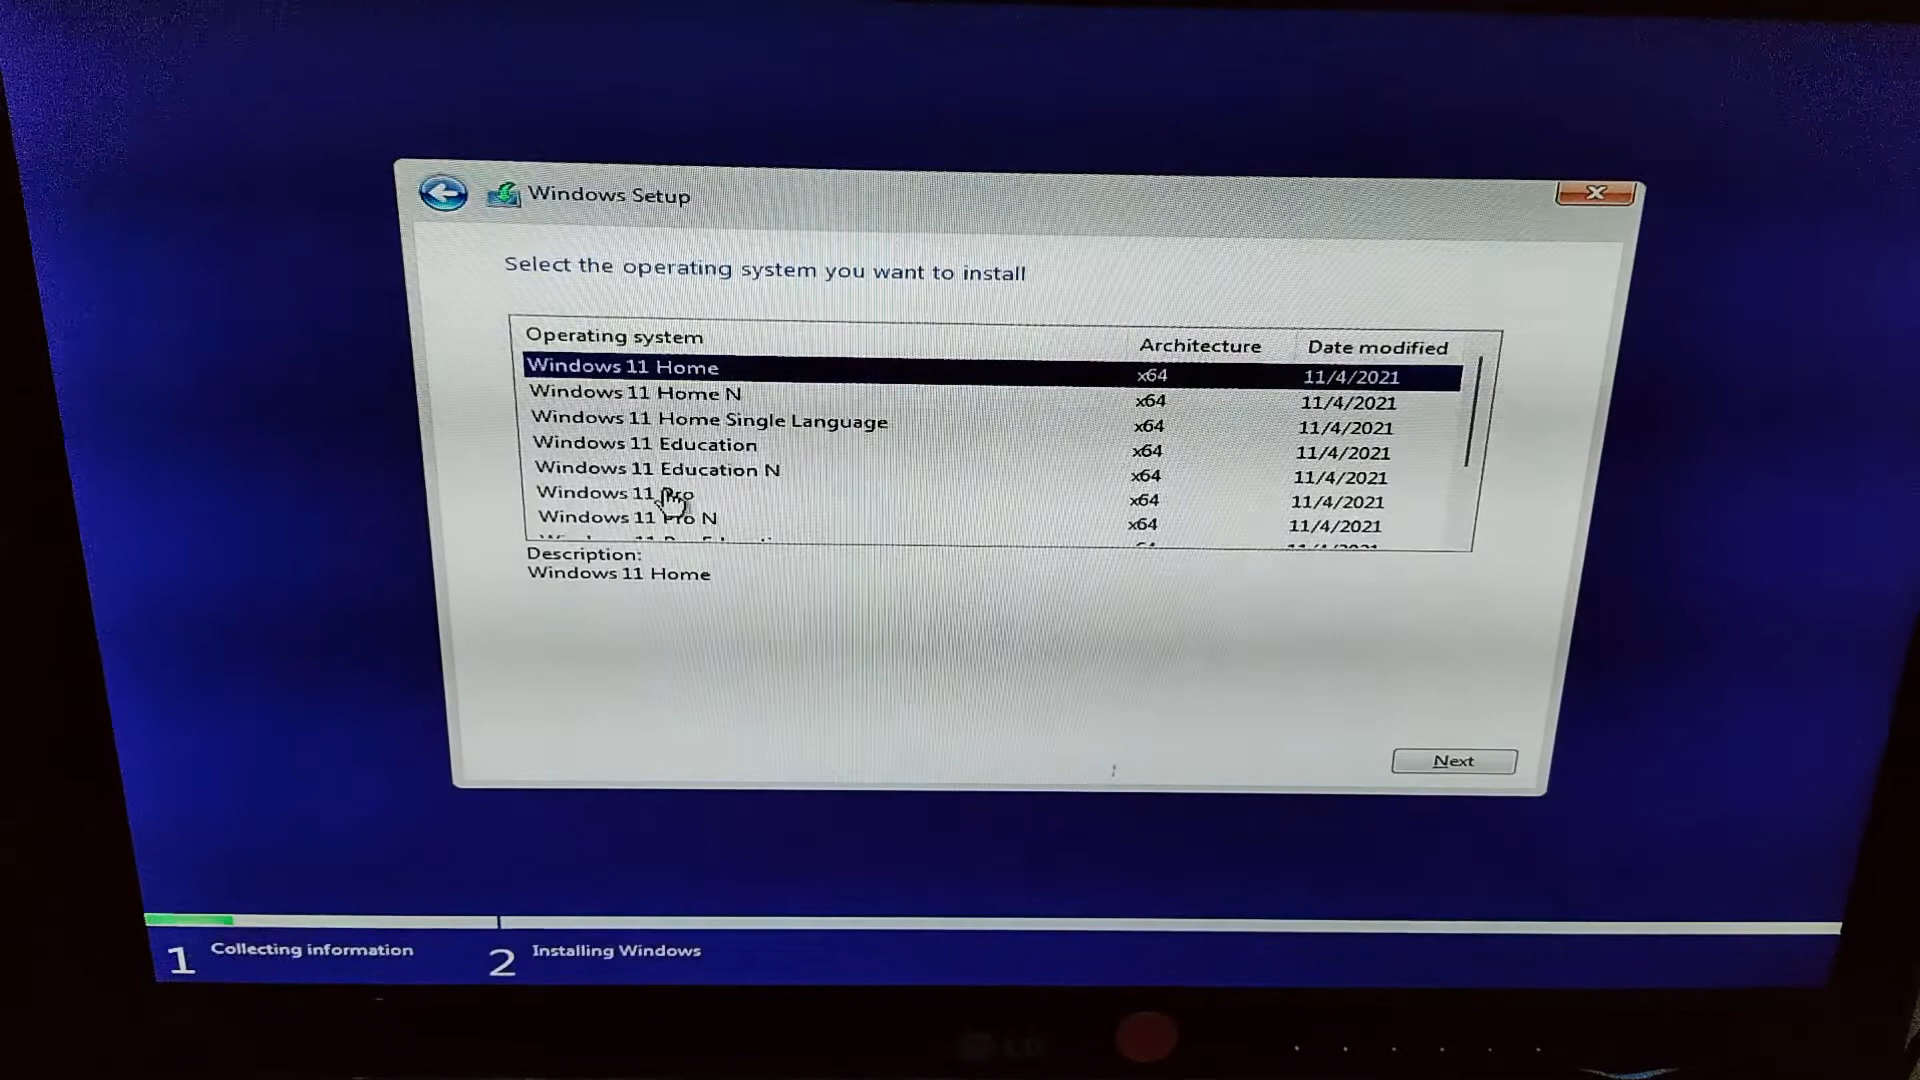 Windows Setup
Select the operating system you want to install
Operating system Architecture Date modified
Windows 11 Home x64 11/4/2021
Windows 11 Home N x64 11/4/2021
Windows 11 Home Single Language x64 11/4/2021
Windows 11 Education x64 11/4/2021
Windows 11 Education N x64 11/4/2021
Windows 11 Pro x64 11/4/2021
Windows 11 Pro N x64 11/4/2021
Description:
Windows 11 Home
Next
1 Collecting information 2 Installing Windows